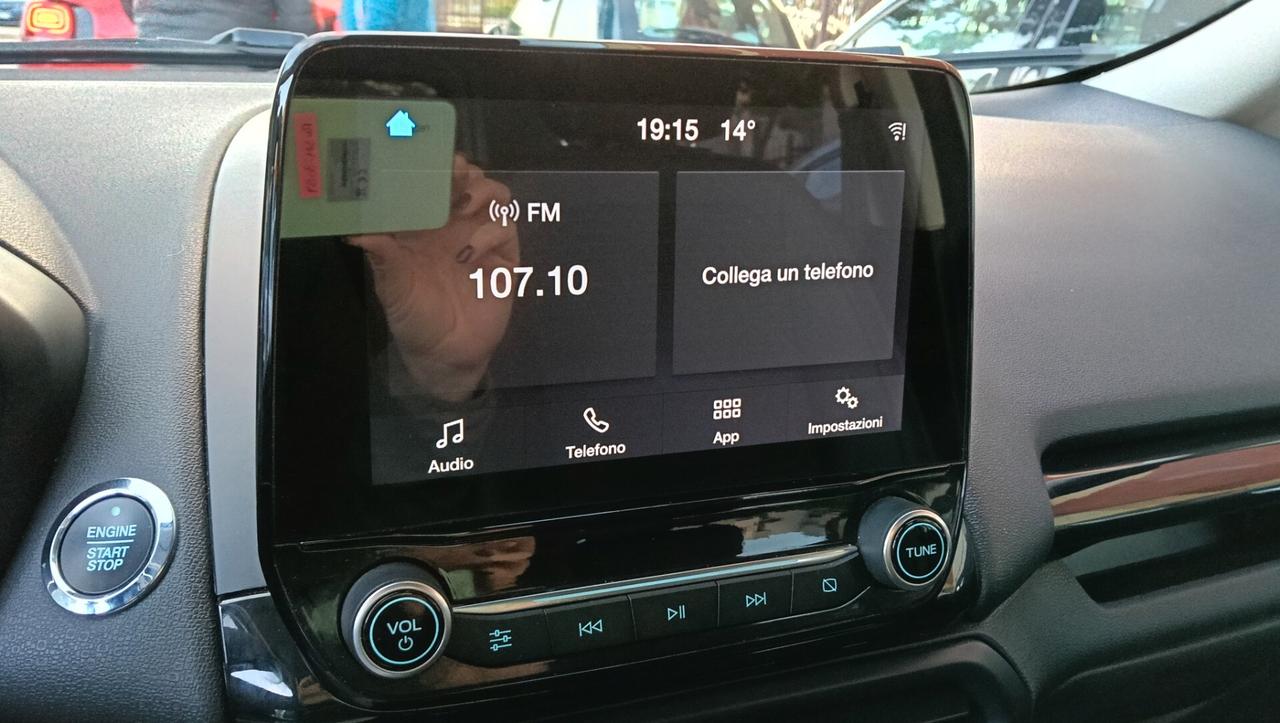 19:15 14°
FM
107.10
Collega un telefono
Audio
Telefono
App
Impostazioni
ENGINE
START
STOP
VOL
TUNE